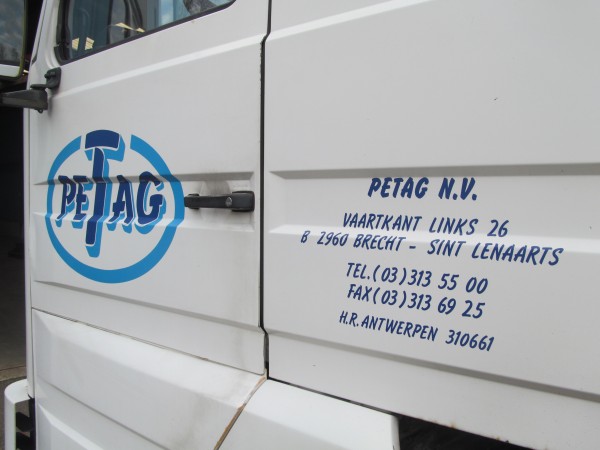 PETAG
PETAG N.V.
VAARTKANT LINKS 26
B 2960 BRECHT - SINT LENAARTS
TEL.(03)313 55 00
FAX(03)313 69 25
H.R. ANTWERPEN 310661